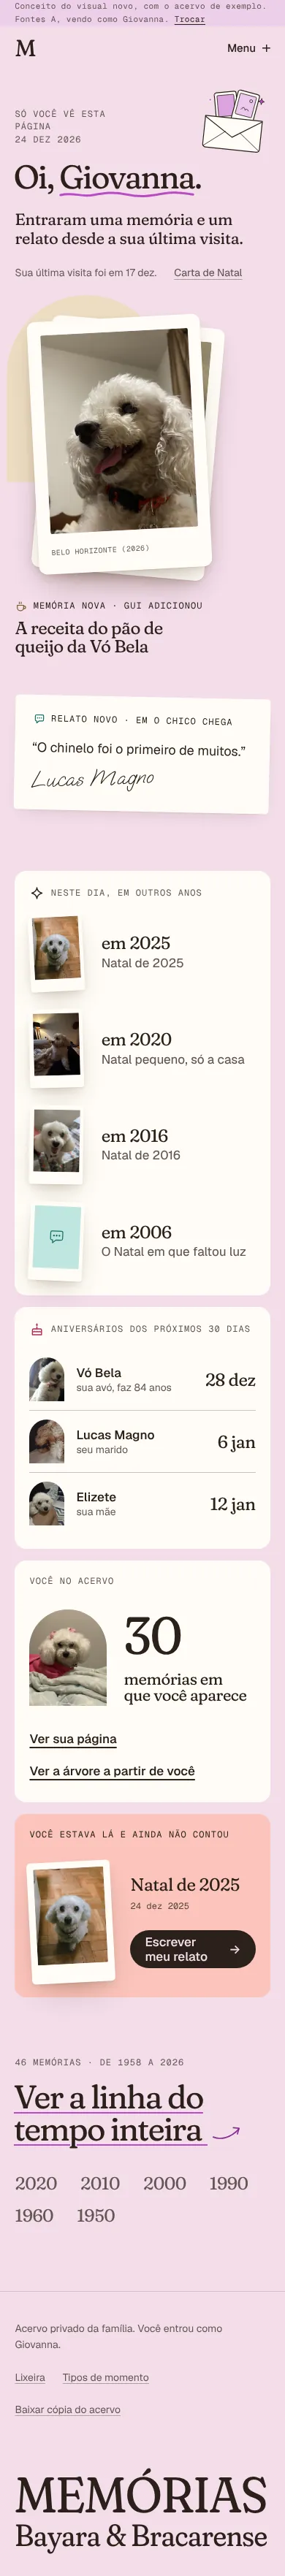 Conceito do visual novo, com o acervo de exemplo.
Fontes A, vendo como Giovanna. Trocar
M
Menu +
SÓ VOCÊ VÊ ESTA
PÁGINA
24 DEZ 2026
Oi, Giovanna.
Entraram uma memória e um
relato desde a sua última visita.
Sua última visita foi em 17 dez.
Carta de Natal
BELO HORIZONTE (2026)
MEMÓRIA NOVA · GUI ADICIONOU
A receita do pão de
queijo da Vó Bela
RELATO NOVO · EM O CHICO CHEGA
“O chinelo foi o primeiro de muitos.”
Lucas Magno
NESTE DIA, EM OUTROS ANOS
em 2025
Natal de 2025
em 2020
Natal pequeno, só a casa
em 2016
Natal de 2016
em 2006
O Natal em que faltou luz
ANIVERSÁRIOS DOS PRÓXIMOS 30 DIAS
Vó Bela
sua avó, faz 84 anos
28 dez
Lucas Magno
seu marido
6 jan
Elizete
sua mãe
12 jan
VOCÊ NO ACERVO
30
memórias em
que você aparece
Ver sua página
Ver a árvore a partir de você
VOCÊ ESTAVA LÁ E AINDA NÃO CONTOU
Natal de 2025
24 dez 2025
Escrever
meu relato →
46 MEMÓRIAS · DE 1958 A 2026
Ver a linha do
tempo inteira
2020 2010 2000 1990
1960 1950
Acervo privado da família. Você entrou como
Giovanna.
Lixeira Tipos de momento
Baixar cópia do acervo
MEMÓRIAS
Bayara & Bracarense